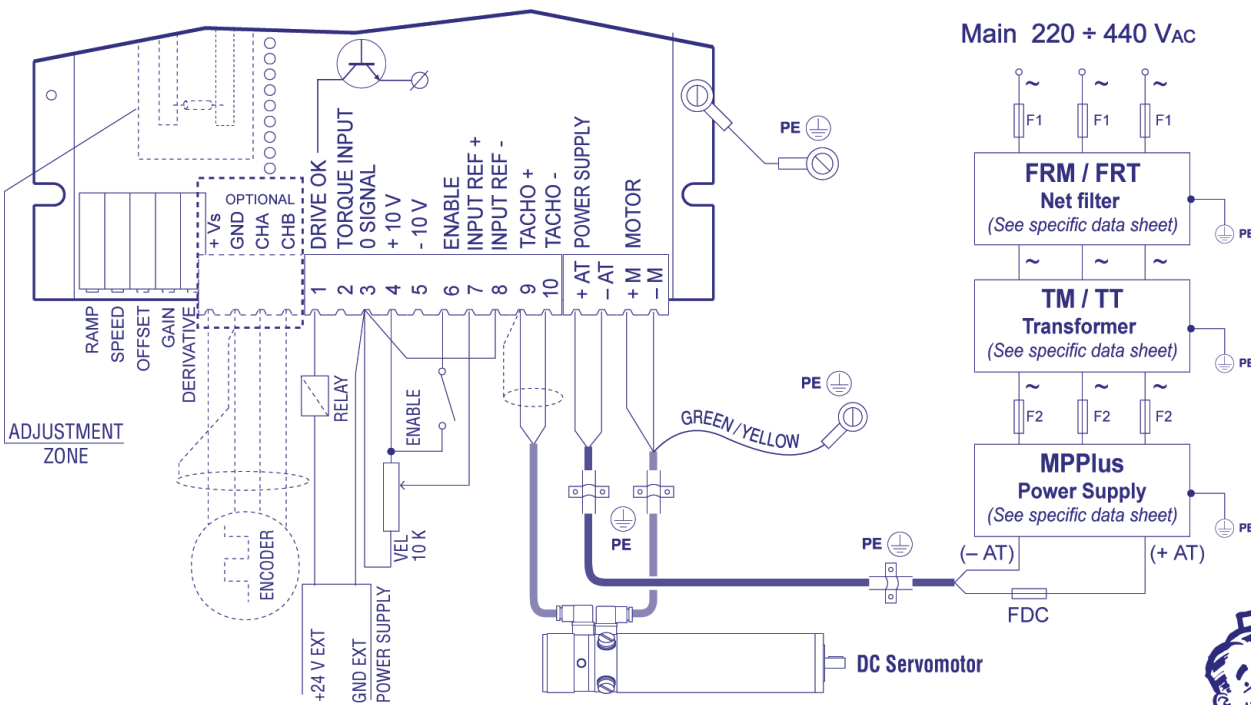 Main 220 ÷ 440 VAC
~ ~ ~
F1 F1 F1
FRM / FRT
Net filter
(See specific data sheet)
PE
~ ~ ~
TM / TT
Transformer
(See specific data sheet)
PE
~ ~ ~
F2 F2 F2
MPPlus
Power Supply
(See specific data sheet)
PE
(– AT)
(+ AT)
FDC
PE
OPTIONAL
+ Vs
GND
CHA
CHB
DRIVE OK
TORQUE INPUT
0 SIGNAL
+ 10 V
- 10 V
ENABLE
INPUT REF +
INPUT REF -
TACHO +
TACHO -
POWER SUPPLY
MOTOR
1 2 3 4 5 6 7 8 9 10
+ AT
– AT
+ M
– M
RAMP
SPEED
OFFSET
GAIN
DERIVATIVE
ADJUSTMENT
ZONE
RELAY
ENABLE
VEL
10 K
ENCODER
+24 V EXT
GND EXT
POWER SUPPLY
PE
GREEN/YELLOW
PE
PE
DC Servomotor